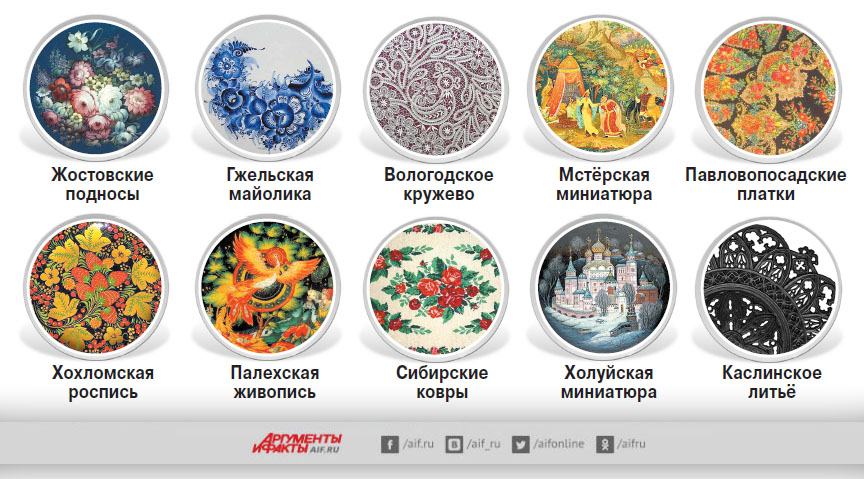 Жостовские
подносы
Гжельская
майолика
Вологодское
кружево
Мстёрская
миниатюра
Павловопосадские
платки
Хохломская
роспись
Палехская
живопись
Сибирские
ковры
Холуйская
миниатюра
Каслинское
литьё
АРГУМЕНТЫ
И ФАКТЫ AIF.RU
f /aif.ru B /aif_ru /aifonline /aifru